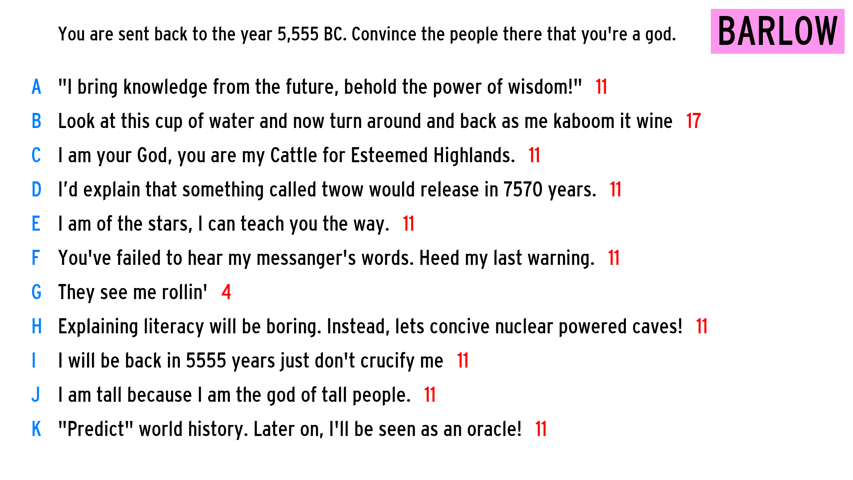 You are sent back to the year 5,555 BC. Convince the people there that you're a god.
BARLOW
A "I bring knowledge from the future, behold the power of wisdom!" 11
B Look at this cup of water and now turn around and back as me kaboom it wine 17
C I am your God, you are my Cattle for Esteemed Highlands. 11
D I’d explain that something called twow would release in 7570 years. 11
E I am of the stars, I can teach you the way. 11
F You've failed to hear my messanger's words. Heed my last warning. 11
G They see me rollin' 4
H Explaining literacy will be boring. Instead, lets concive nuclear powered caves! 11
I I will be back in 5555 years just don't crucify me 11
J I am tall because I am the god of tall people. 11
K "Predict" world history. Later on, I'll be seen as an oracle! 11